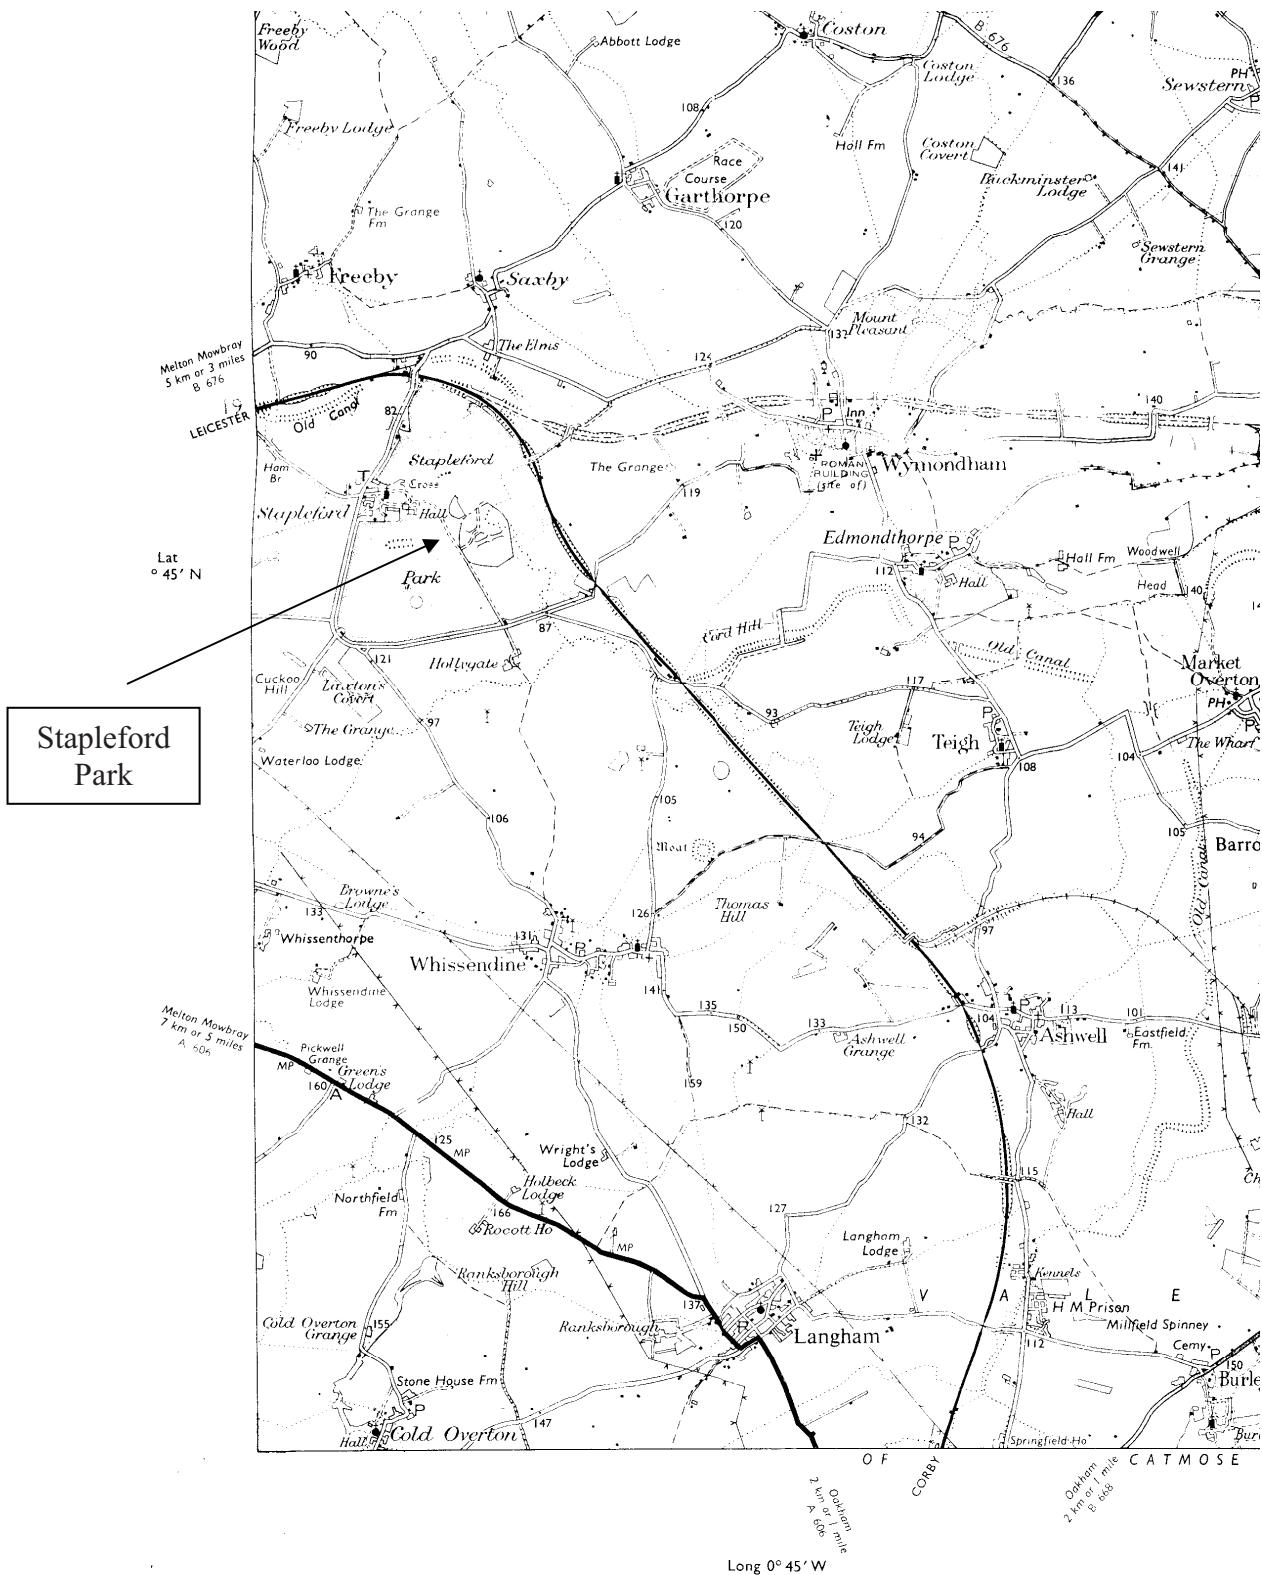 Freeby
Wood
Abbott Lodge
Coston
B 676
Coston
Lodge
136
PH
Sewstern
P
108
Freeby Lodge
Hall Fm
Coston
Covert
Race
Course
Buckminster
Lodge
141
Garthorpe
120
The Grange
Fm
Sewstern
Grange
Freeby
Saxby
Mount
Pleasant
132
Melton Mowbray
5 km or 3 miles
B 676
90
The Elms
124
LEICESTER
19
Old Canal
82
P
P
Inn
140
Ham
Br
Stapleford
The Grange
ROMAN
BUILDING
(site of)
Wymondham
Cross
Stapleford
Hall
119
Edmondthorpe
P
Lat
° 45′ N
Park
112
Hall
Hall Fm
Woodwell
Head
140
87
Cord Hill
Old Canal
121
Hollygate
Market
Overton
PH
P
Cuckoo
Hill
Laxton's
Covert
97
The Grange
93
117
Teigh
Lodge
P
Teigh
108
104
The Wharf
Stapleford
Park
Waterloo Lodge
105
106
94
105
Barro
Moat
Old Canal
Browne's
Lodge
133
Whissenthorpe
126
Thomas
Hill
97
131
P
Whissendine
Whissendine
Lodge
141
135
150
133
Ashwell
Grange
104
P
113
101
Ashwell
Eastfield
Fm
Melton Mowbray
7 km or 5 miles
A 606
MP
Pickwell
Grange
160
Green's
Lodge
A
159
Hall
132
125
MP
Wright's
Lodge
115
Ch
Northfield
Fm
Holbeck
Lodge
166
Rocott Ho
127
MP
Langham
Lodge
Ranksborough
Hill
Kennels
V A L E
137
H M Prison
Millfield Spinney
Cold Overton
Grange
155
Ranksborough
P
Langham
112
Cemy
P
150
Burle
Stone House Fm
P
147
Hall
Cold Overton
Springfield Ho
Bur
OF
CATMOSE
CORBY
Oakham
2 km or 1 mile
A 606
Oakham
2 km or 1 mile
B 668
Long 0° 45′ W